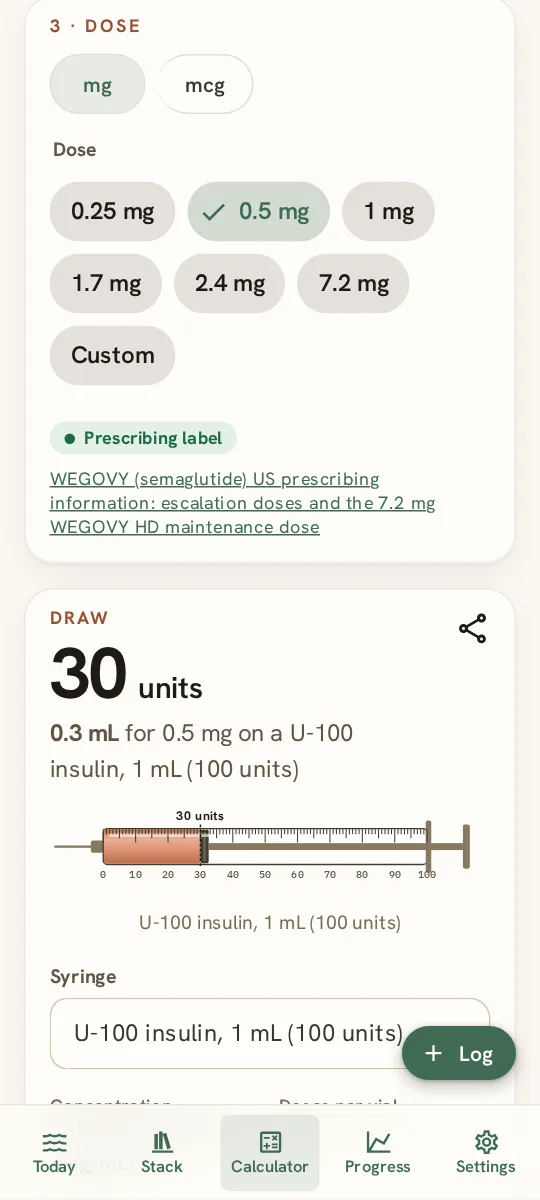 3 · DOSE
mg mcg
Dose
0.25 mg 0.5 mg 1 mg
1.7 mg 2.4 mg 7.2 mg
Custom
Prescribing label
WEGOVY (semaglutide) US prescribing
information: escalation doses and the 7.2 mg
WEGOVY HD maintenance dose
DRAW
30 units
0.3 mL for 0.5 mg on a U-100
insulin, 1 mL (100 units)
30 units
0 10 20 30 40 50 60 70 80 90 100
U-100 insulin, 1 mL (100 units)
Syringe
U-100 insulin, 1 mL (100 units)
+ Log
Today Stack Calculator Progress Settings